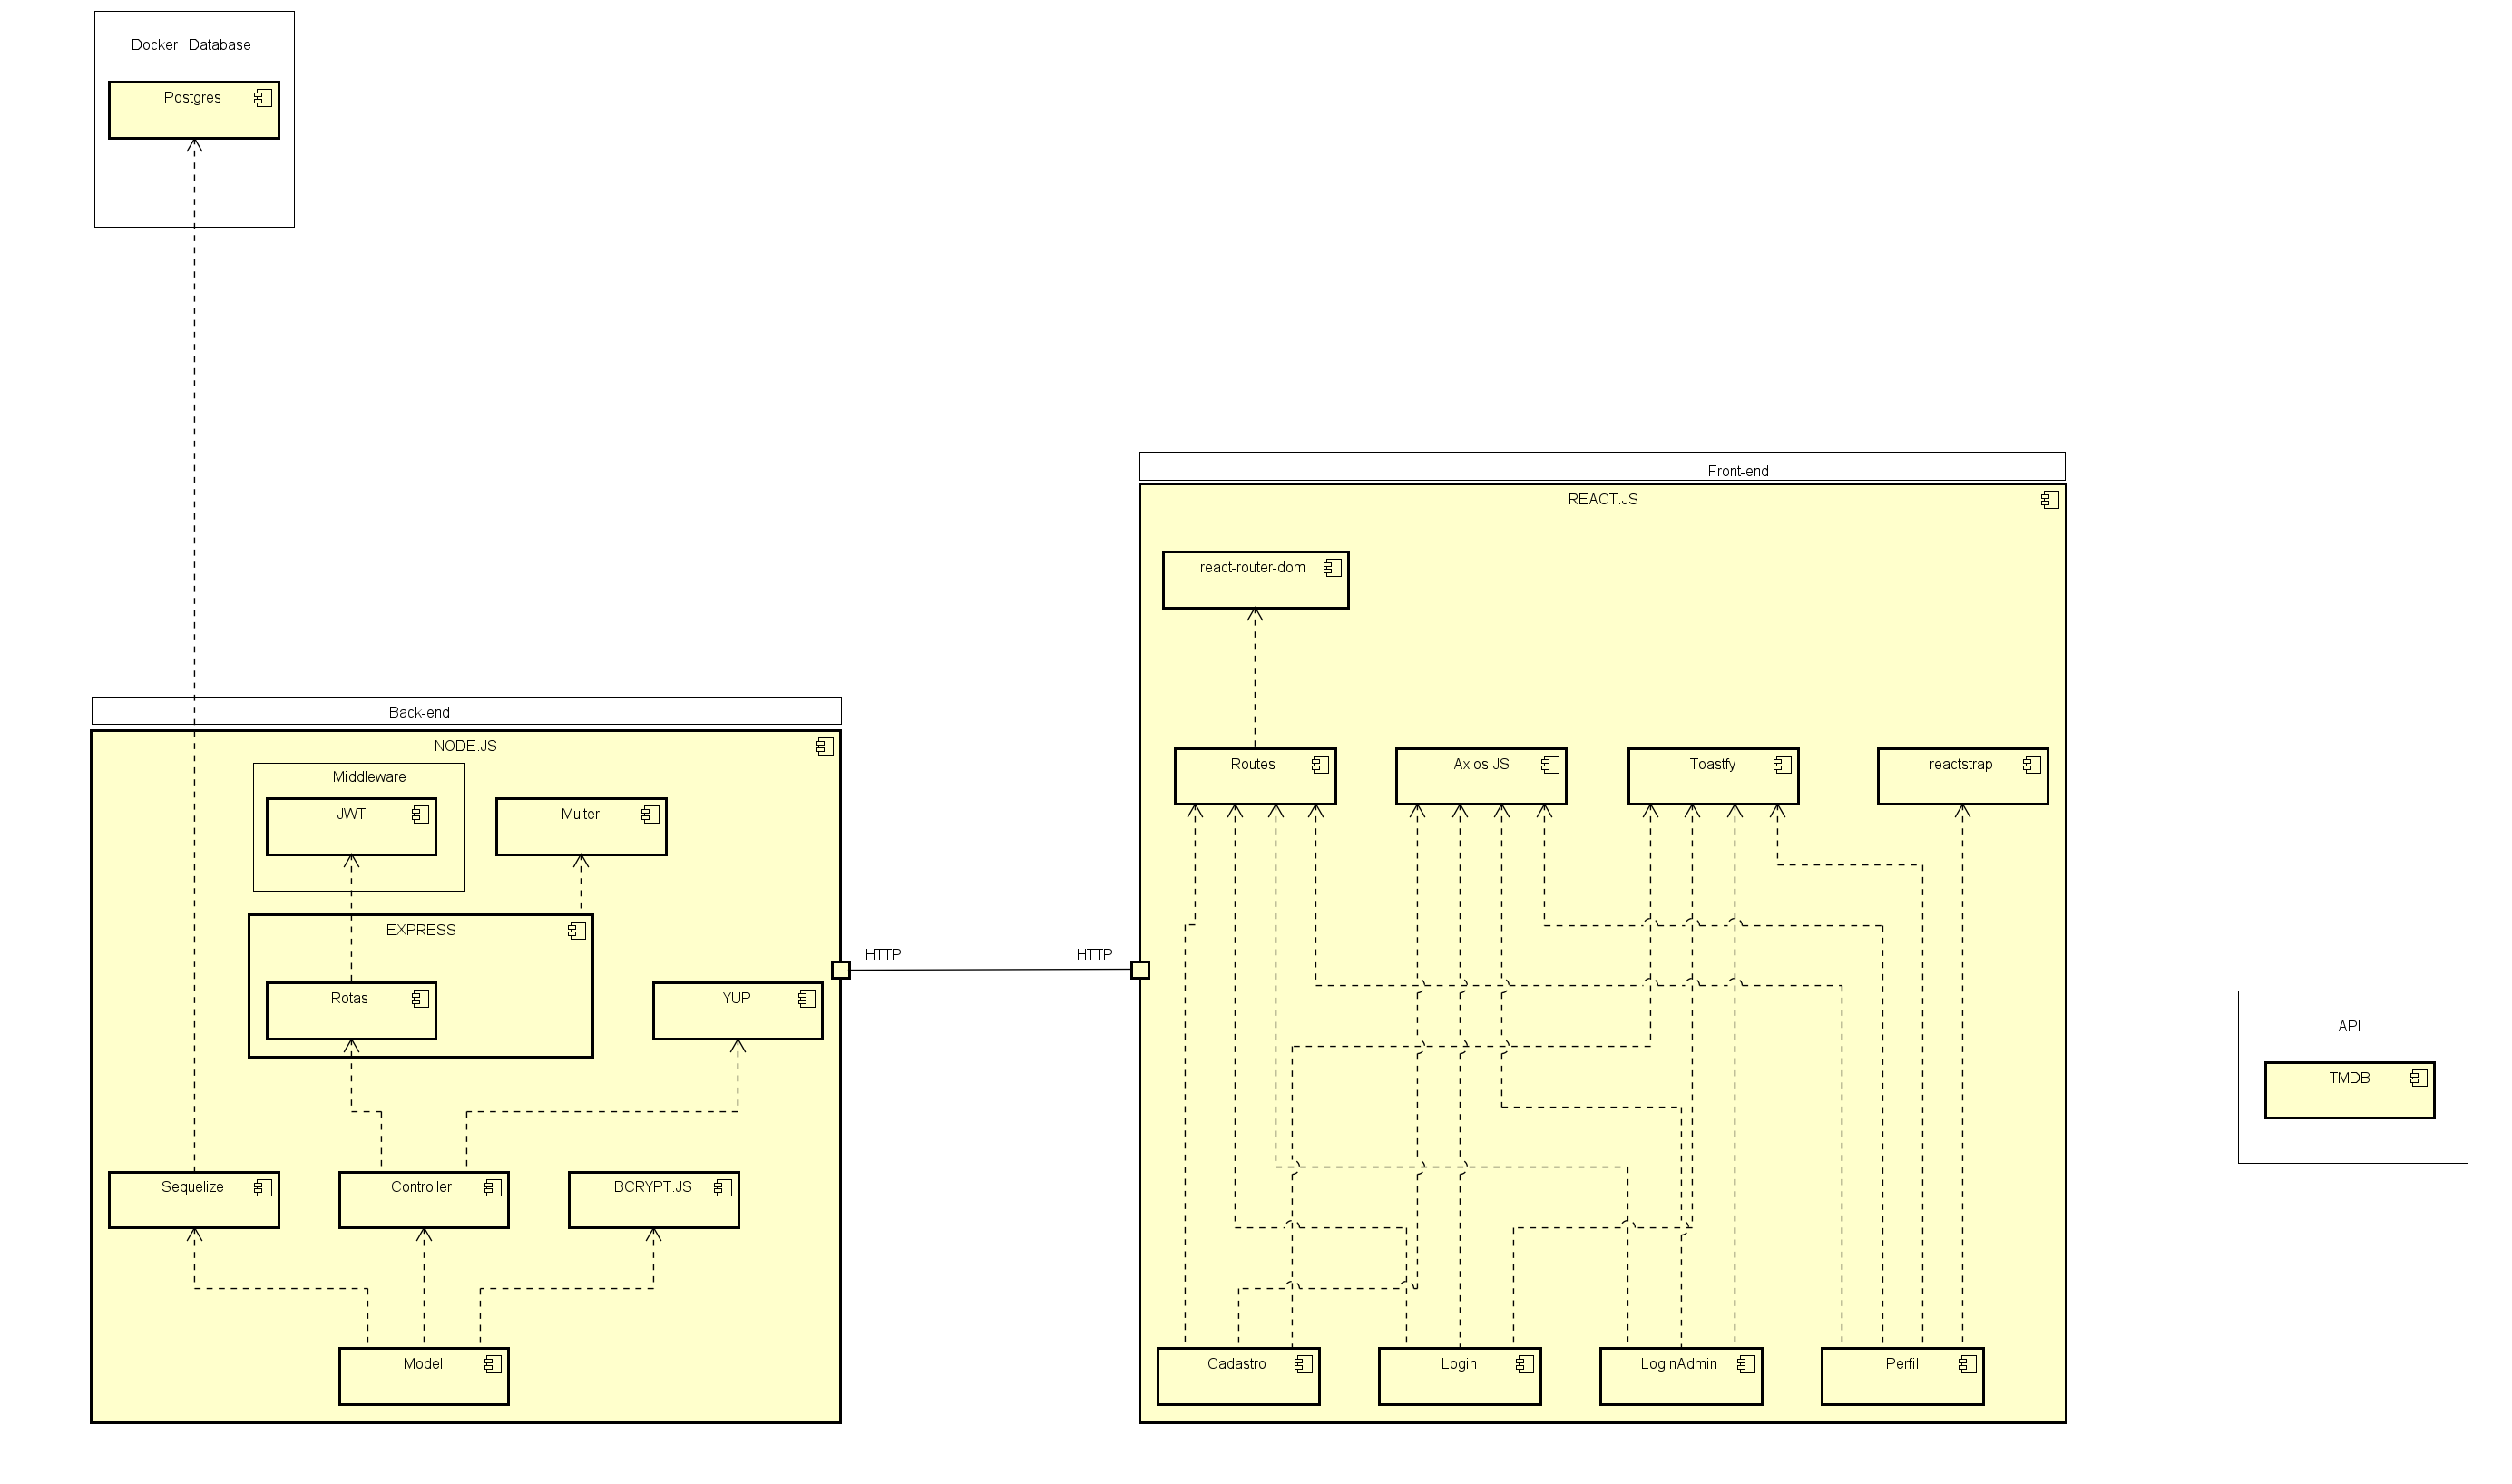 Docker Database
Postgres
Front-end
REACT.JS
react-router-dom
Back-end
NODE.JS
Middleware
JWT
Multer
Routes
Axios.JS
Toastfy
reactstrap
EXPRESS
HTTP
HTTP
Rotas
YUP
API
TMDB
Sequelize
Controller
BCRYPT.JS
Model
Cadastro
Login
LoginAdmin
Perfil